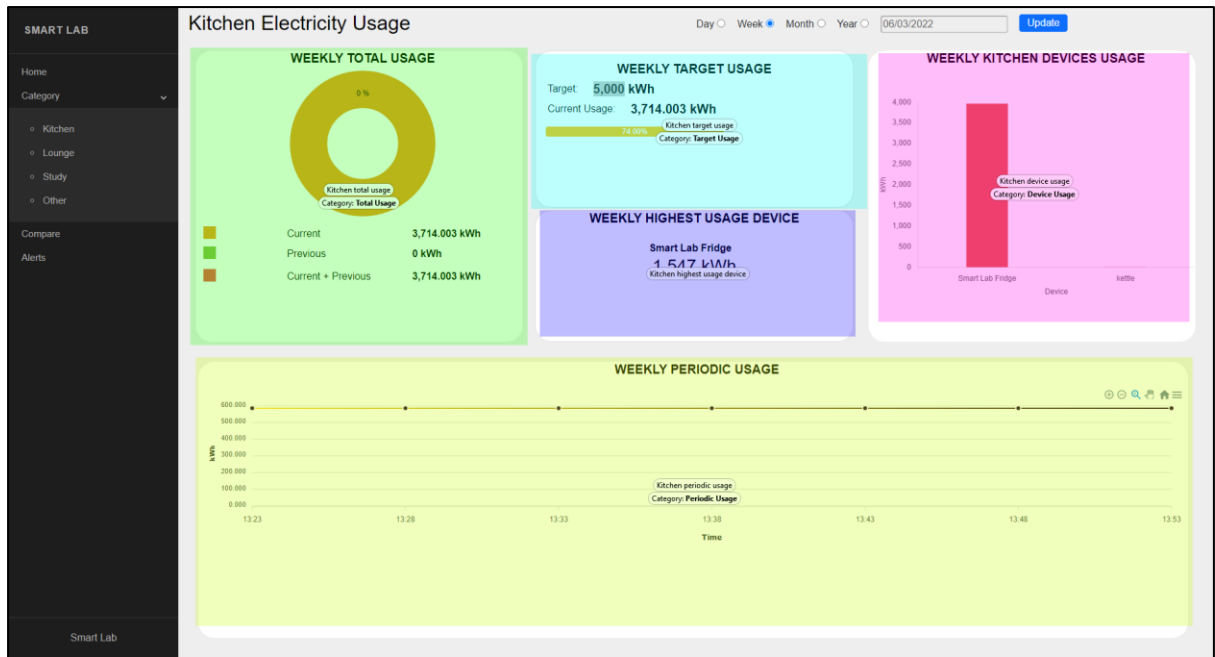 SMART LAB
Home
Category
Kitchen
Lounge
Study
Other
Compare
Alerts
Smart Lab
Kitchen Electricity Usage
Day Week Month Year 06/03/2022 Update
WEEKLY TOTAL USAGE
0 %
Kitchen total usage
Category: Total Usage
Current 3,714.003 kWh
Previous 0 kWh
Current + Previous 3,714.003 kWh
WEEKLY TARGET USAGE
Target: 5,000 kWh
Current Usage: 3,714.003 kWh
74.00%
Kitchen target usage
Category: Target Usage
WEEKLY HIGHEST USAGE DEVICE
Smart Lab Fridge
1,547 kWh
Kitchen highest usage device
WEEKLY KITCHEN DEVICES USAGE
4,000
3,500
3,000
2,500
2,000
1,500
1,000
500
0
kWh
Kitchen device usage
Category: Device Usage
Smart Lab Fridge kettle
Device
WEEKLY PERIODIC USAGE
600.000
500.000
400.000
300.000
200.000
100.000
0.000
kWh
Kitchen periodic usage
Category: Periodic Usage
13:23 13:28 13:33 13:38 13:43 13:48 13:53
Time